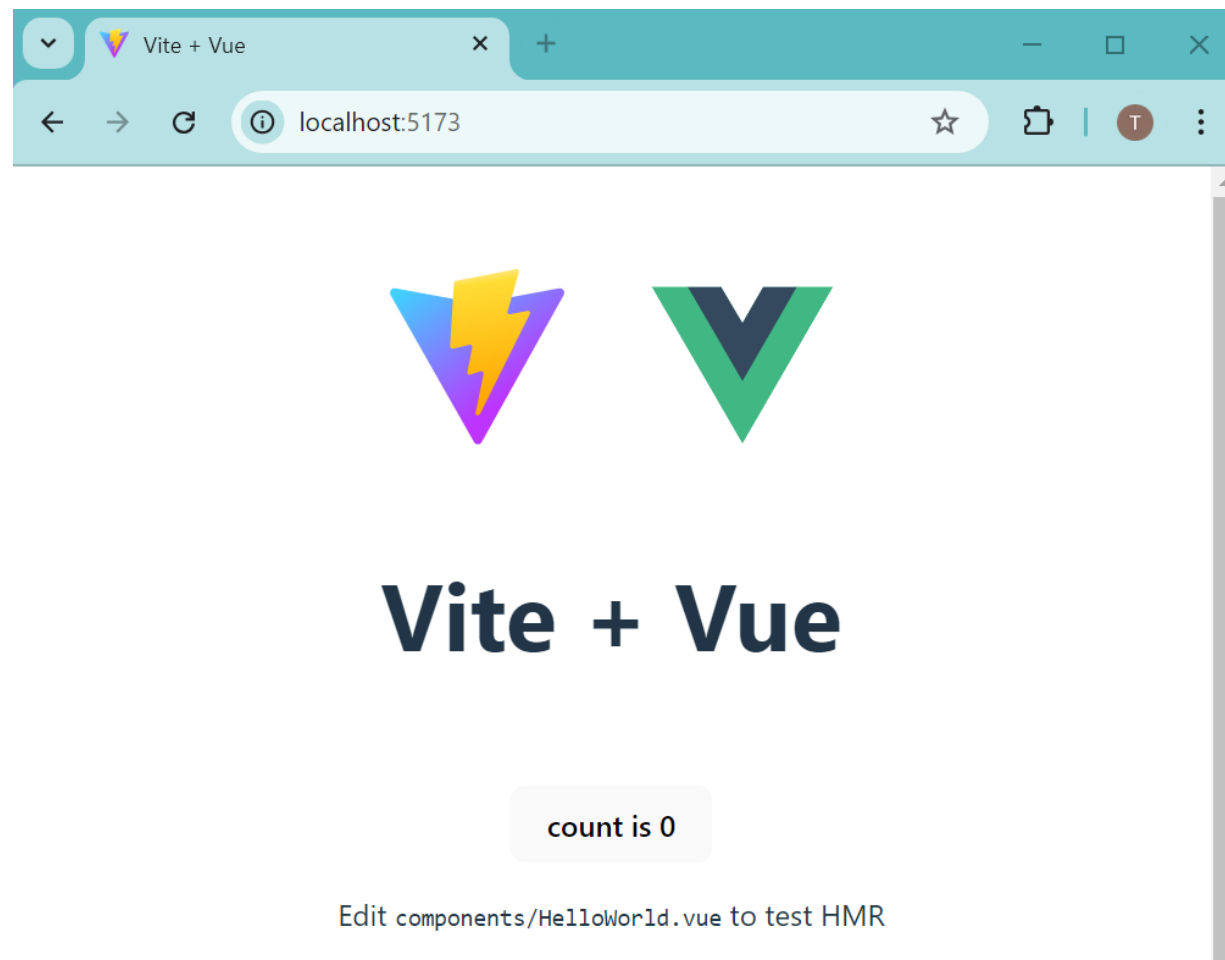 Vite + Vue
localhost:5173
T
Vite + Vue
count is 0
Edit components/HelloWorld.vue to test HMR